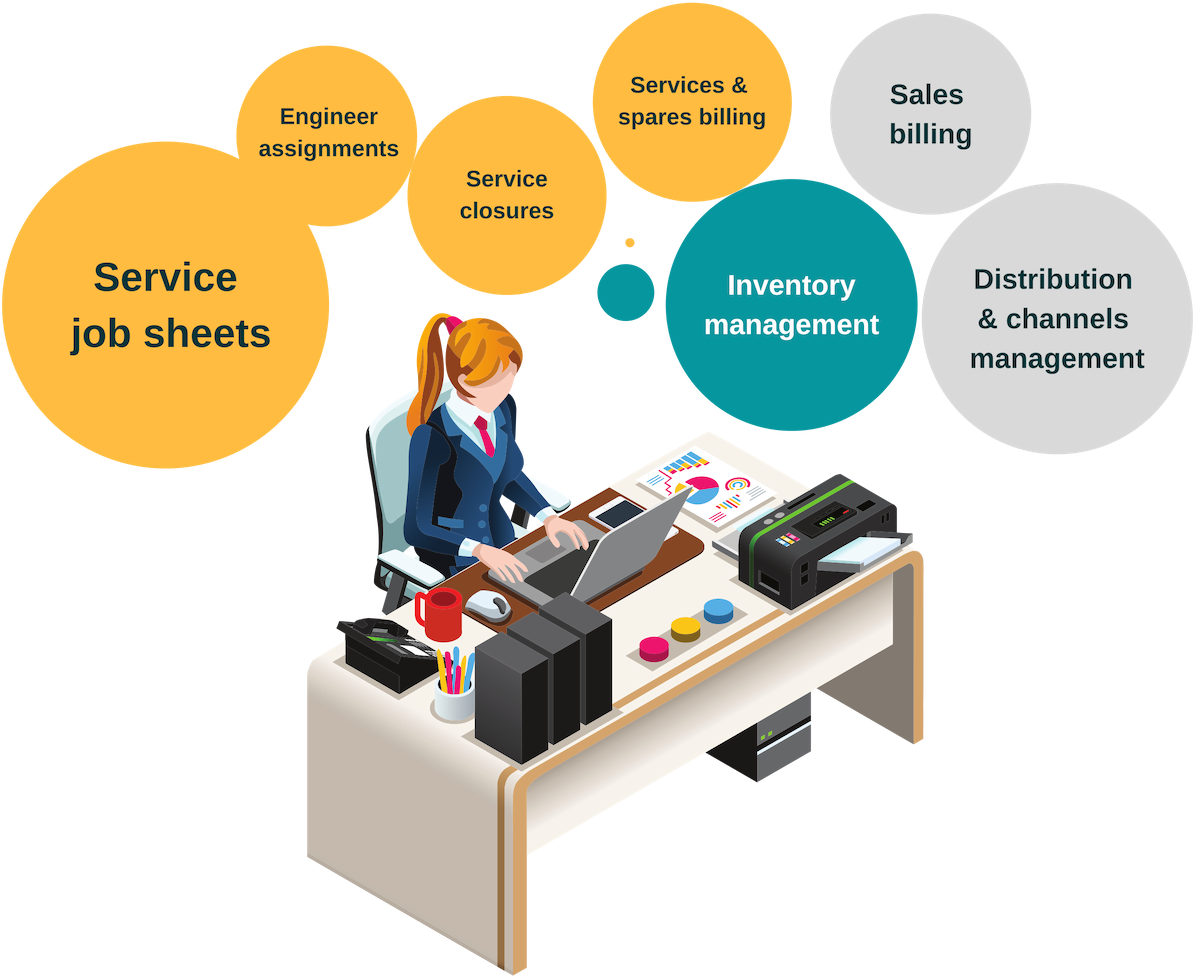 Service
job sheets
Engineer
assignments
Service
closures
Services &
spares billing
Inventory
management
Sales
billing
Distribution
& channels
management